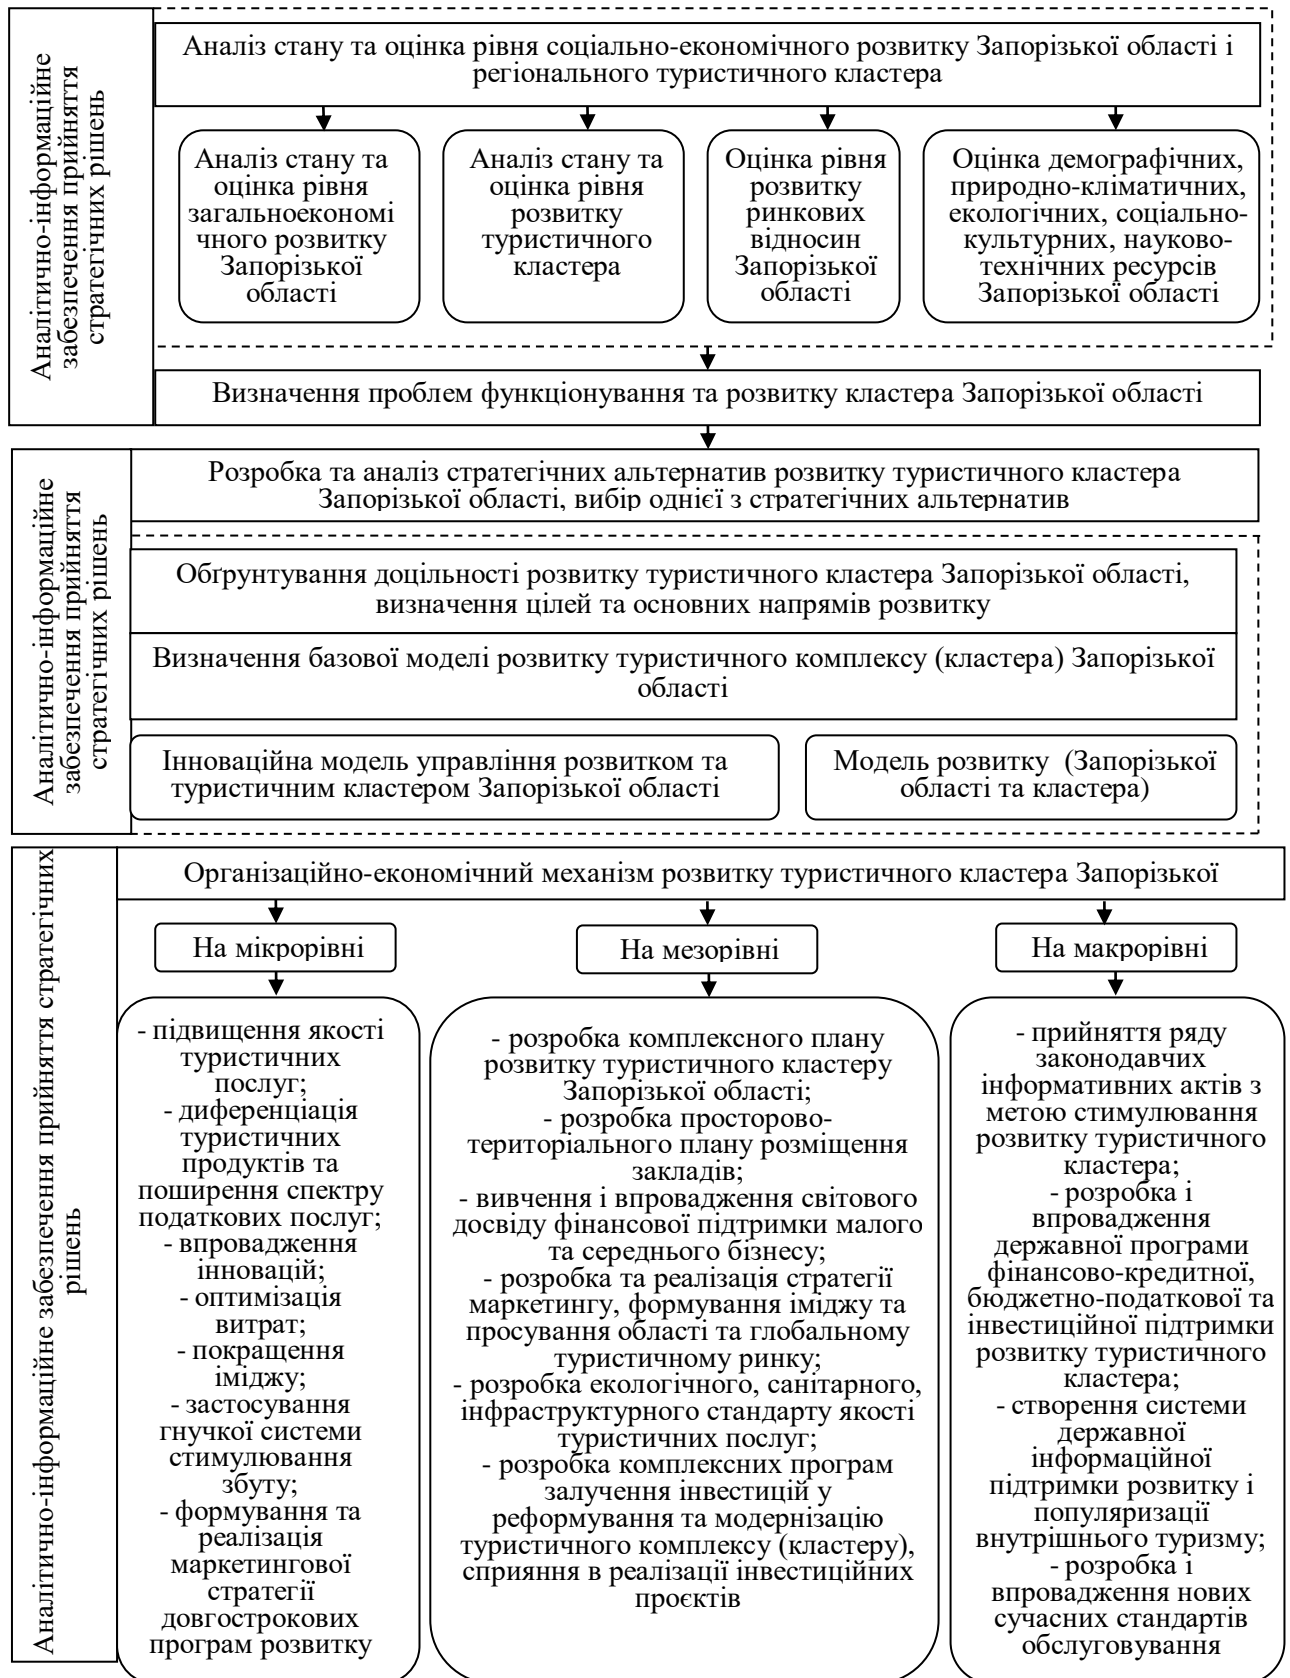 Аналітично-інформаційне
забезпечення прийняття
стратегічних рішень
Аналіз стану та оцінка рівня соціально-економічного розвитку Запорізької області і
регіонального туристичного кластера
Аналіз стану та
оцінка рівня
загальноекономі
чного розвитку
Запорізької
області
Аналіз стану та
оцінка рівня
розвитку
туристичного
кластера
Оцінка рівня
розвитку
ринкових
відносин
Запорізької
області
Оцінка демографічних,
природно-кліматичних,
екологічних, соціально-
культурних, науково-
технічних ресурсів
Запорізької області
Визначення проблем функціонування та розвитку кластера Запорізької області
Аналітично-інформаційне
забезпечення прийняття
стратегічних рішень
Розробка та аналіз стратегічних альтернатив розвитку туристичного кластера
Запорізької області, вибір однієї з стратегічних альтернатив
Обґрунтування доцільності розвитку туристичного кластера Запорізької області,
визначення цілей та основних напрямів розвитку
Визначення базової моделі розвитку туристичного комплексу (кластера) Запорізької
області
Інноваційна модель управління розвитком та
туристичним кластером Запорізької області
Модель розвитку (Запорізької
області та кластера)
Аналітично-інформаційне забезпечення прийняття стратегічних
рішень
Організаційно-економічний механізм розвитку туристичного кластера Запорізької
На мікрорівні
- підвищення якості
туристичних
послуг;
- диференціація
туристичних
продуктів та
поширення спектру
податкових послуг;
- впровадження
інновацій;
- оптимізація
витрат;
- покращення
іміджу;
- застосування
гнучкої системи
стимулювання
збуту;
- формування та
реалізація
маркетингової
стратегії
довгострокових
програм розвитку
На мезорівні
- розробка комплексного плану
розвитку туристичного кластеру
Запорізької області;
- розробка просторово-
територіального плану розміщення
закладів;
- вивчення і впровадження світового
досвіду фінансової підтримки малого
та середнього бізнесу;
- розробка та реалізація стратегії
маркетингу, формування іміджу та
просування області та глобальному
туристичному ринку;
- розробка екологічного, санітарного,
інфраструктурного стандарту якості
туристичних послуг;
- розробка комплексних програм
залучення інвестицій у
реформування та модернізацію
туристичного комплексу (кластеру),
сприяння в реалізації інвестиційних
проєктів
На макрорівні
- прийняття ряду
законодавчих
інформативних актів з
метою стимулювання
розвитку туристичного
кластера;
- розробка і
впровадження
державної програми
фінансово-кредитної,
бюджетно-податкової та
інвестиційної підтримки
розвитку туристичного
кластера;
- створення системи
державної
інформаційної
підтримки розвитку і
популяризації
внутрішнього туризму;
- розробка і
впровадження нових
сучасних стандартів
обслуговування